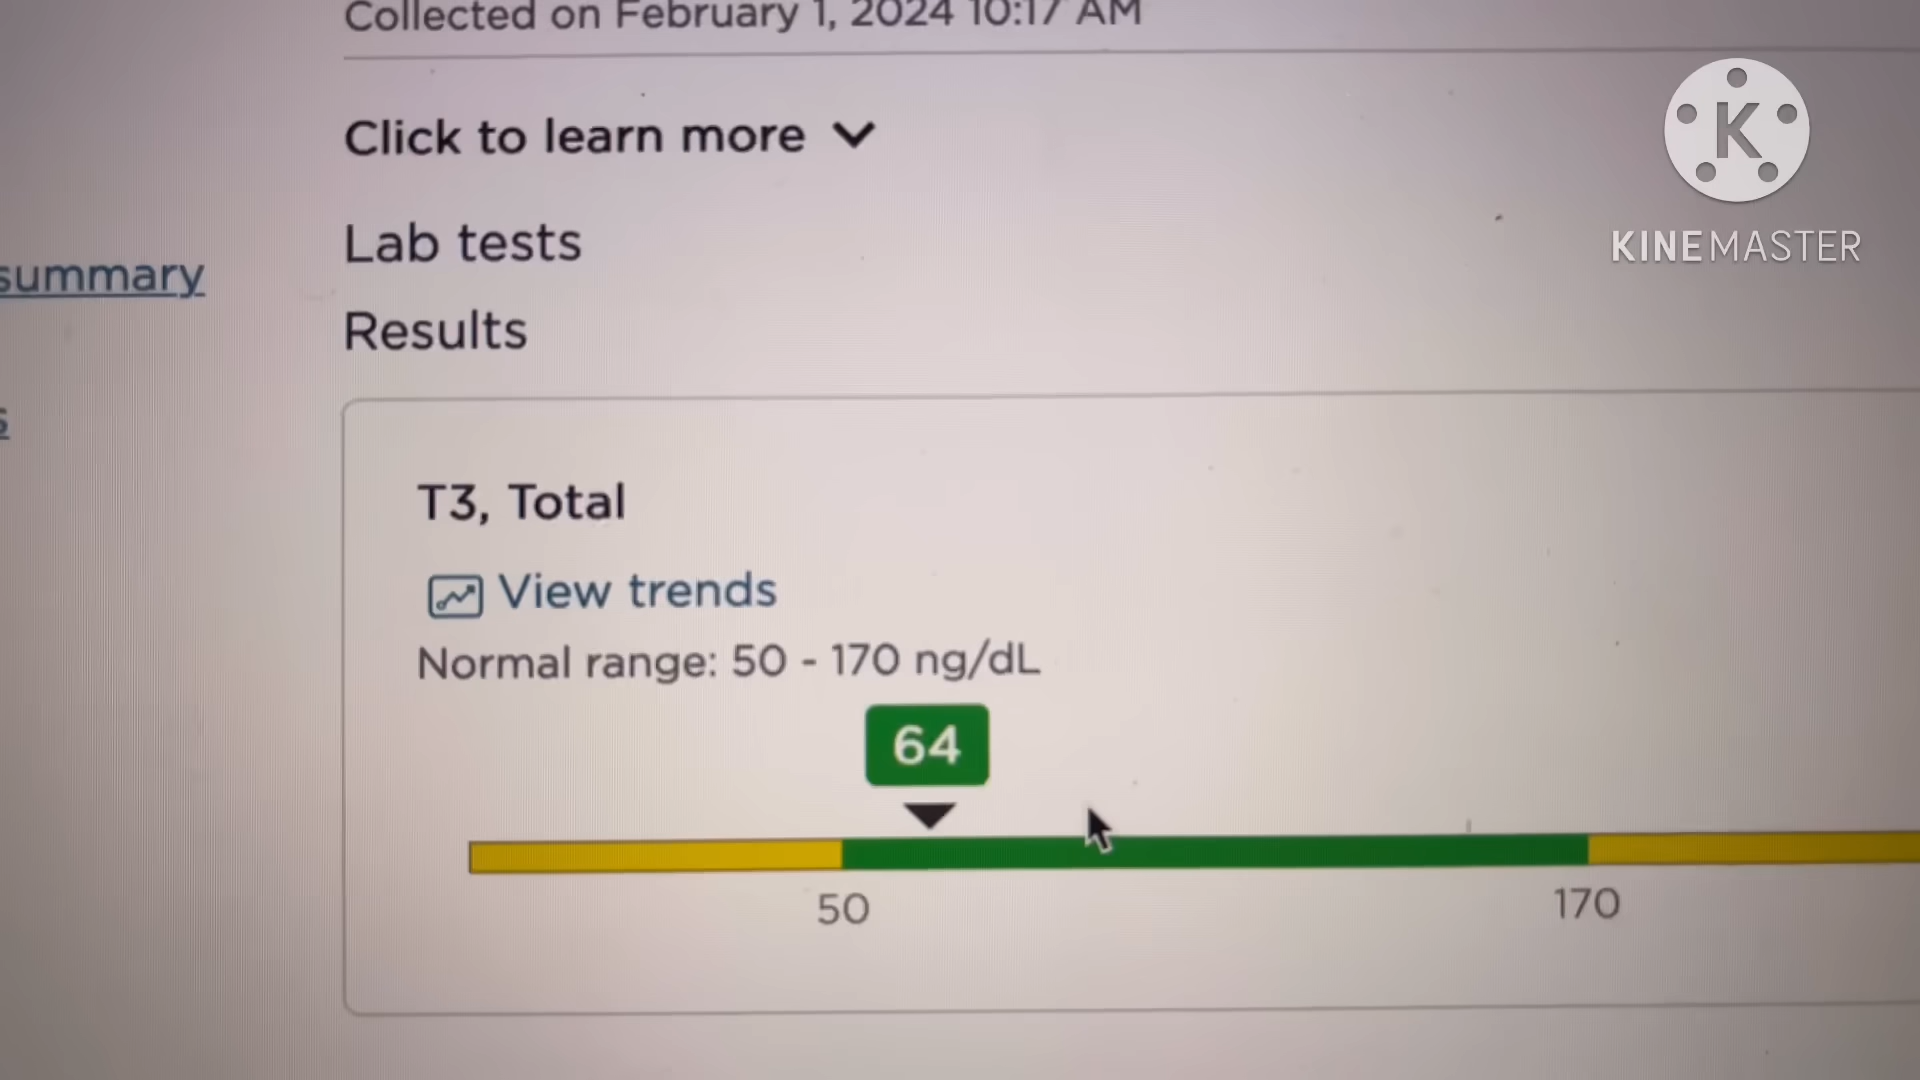 Collected on February 1, 2024 10:17 AM
Click to learn more
KINEMASTER
Lab tests
summary
Results
T3, Total
View trends
Normal range: 50 - 170 ng/dL
64
50
170